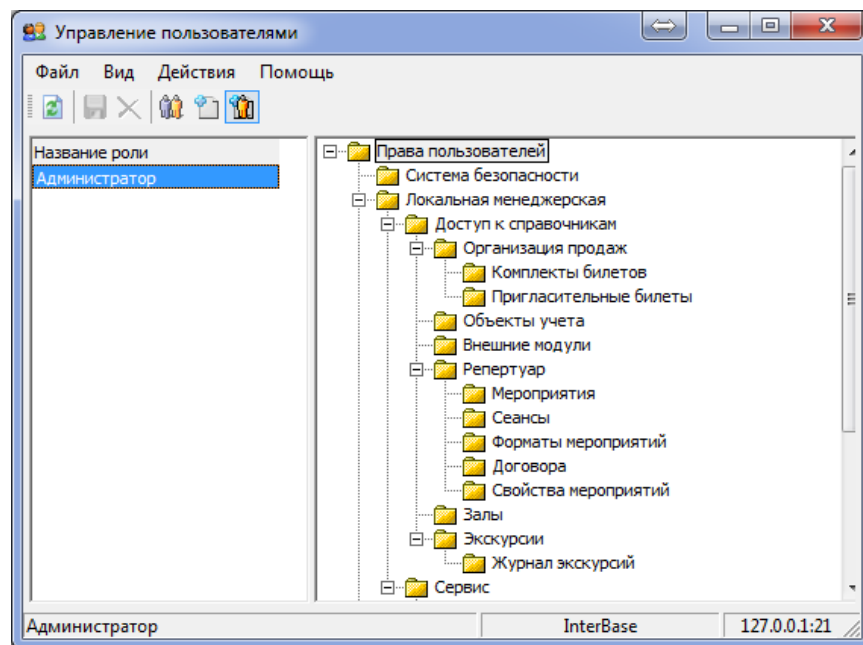 Управление пользователями
Файл Вид Действия Помощь
Название роли
Администратор
Права пользователей
Система безопасности
Локальная менеджерская
Доступ к справочникам
Организация продаж
Комплекты билетов
Пригласительные билеты
Объекты учета
Внешние модули
Репертуар
Мероприятия
Сеансы
Форматы мероприятий
Договора
Свойства мероприятий
Залы
Экскурсии
Журнал экскурсий
Сервис
Администратор InterBase 127.0.0.1:21